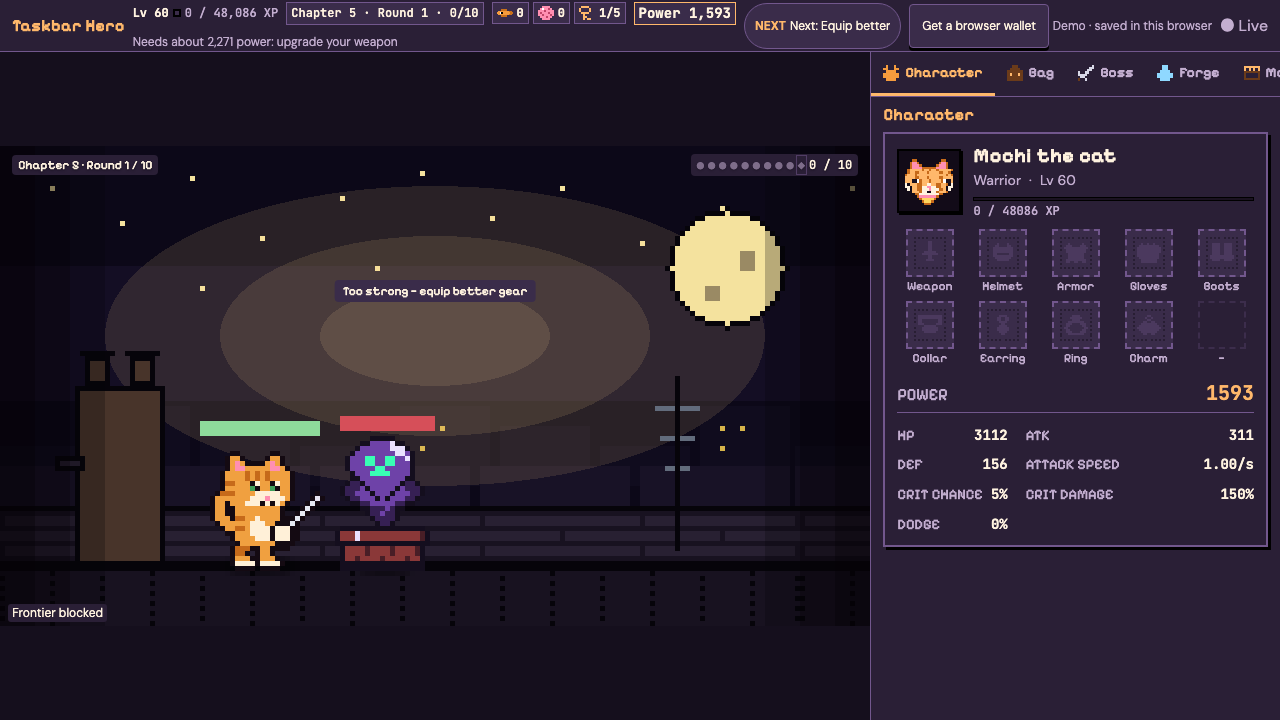 Taskbar Hero
Lv 60 0 / 48,086 XP
Chapter 5 · Round 1 · 0/10
0
0
1/5
Power 1,593
Needs about 2,271 power: upgrade your weapon
NEXT Next: Equip better
Get a browser wallet
Demo · saved in this browser
Live
Character
Bag
Boss
Forge
Mo
Chapter 5 · Round 1 / 10
0 / 10
Too strong - equip better gear
Frontier blocked
Character
Mochi the cat
Warrior · Lv 60
0 / 48086 XP
Weapon
Helmet
Armor
Gloves
Boots
Collar
Earring
Ring
Charm
-
POWER 1593
HP 3112 ATK 311
DEF 156 ATTACK SPEED 1.00/s
CRIT CHANCE 5% CRIT DAMAGE 150%
DODGE 0%